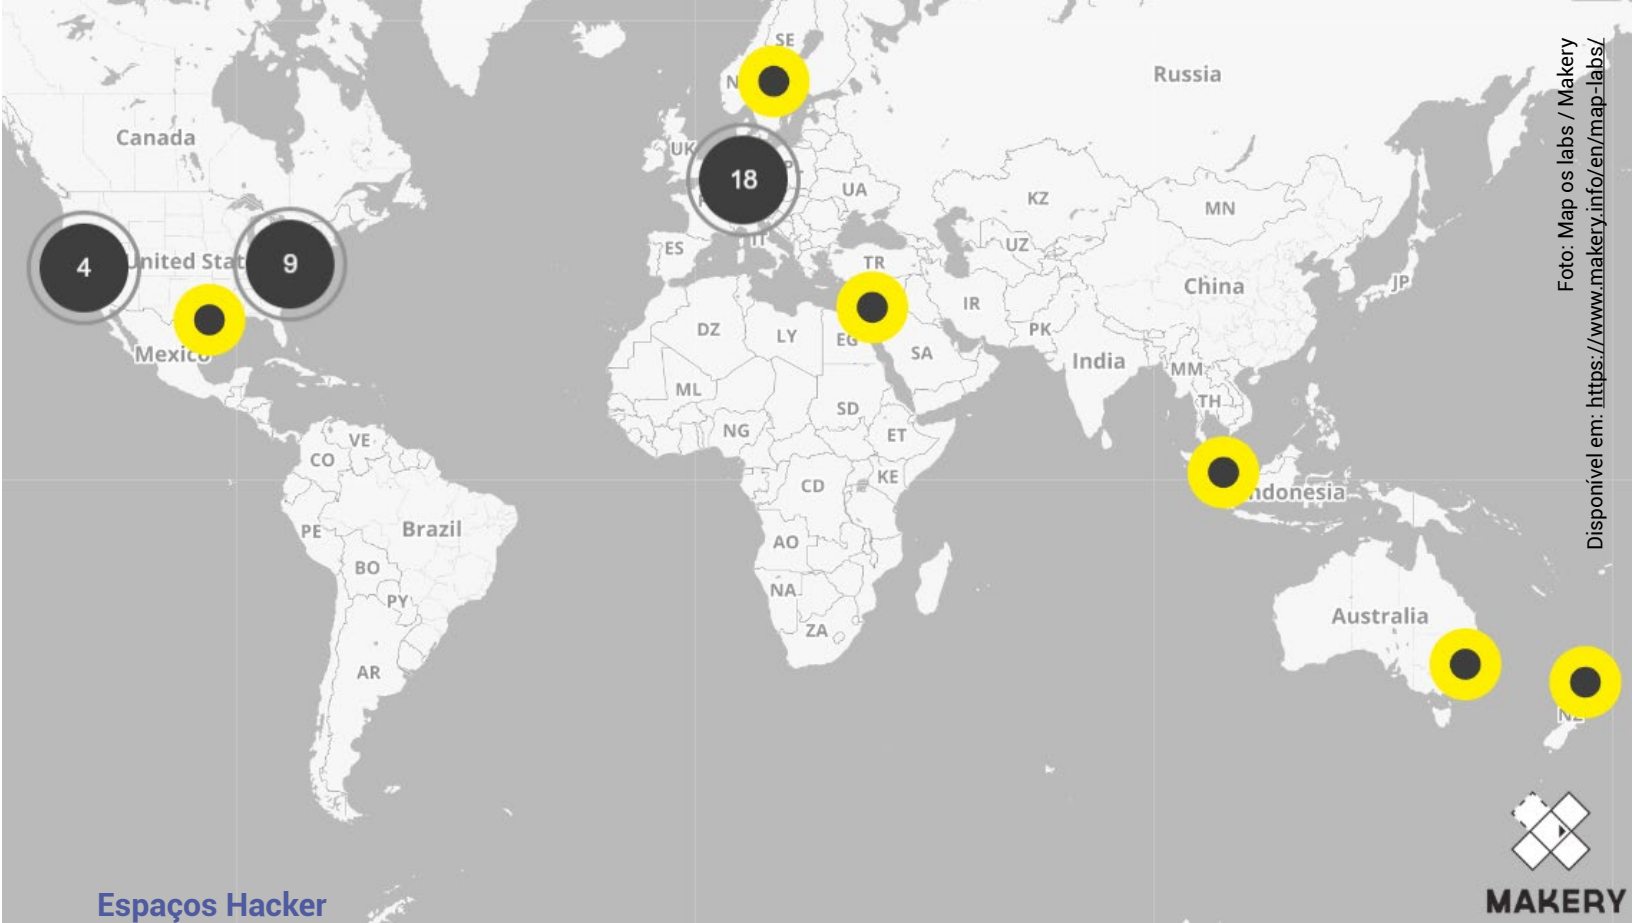 SE
N
Russia
Canada
UK
18
UA
KZ
MN
4
United Stat
9
ES
IT
TR
UZ
China
JP
IR
PK
Mexico
DZ
LY
EG
SA
India
MM
ML
SD
TH
NG
ET
VE
CO
CD
KE
Indonesia
PE
Brazil
AO
BO
NA
PY
ZA
Australia
AR
NZ
Foto: Map os labs / Makery
Disponível em: https://www.makery.info/en/map-labs/
MAKERY
Espaços Hacker